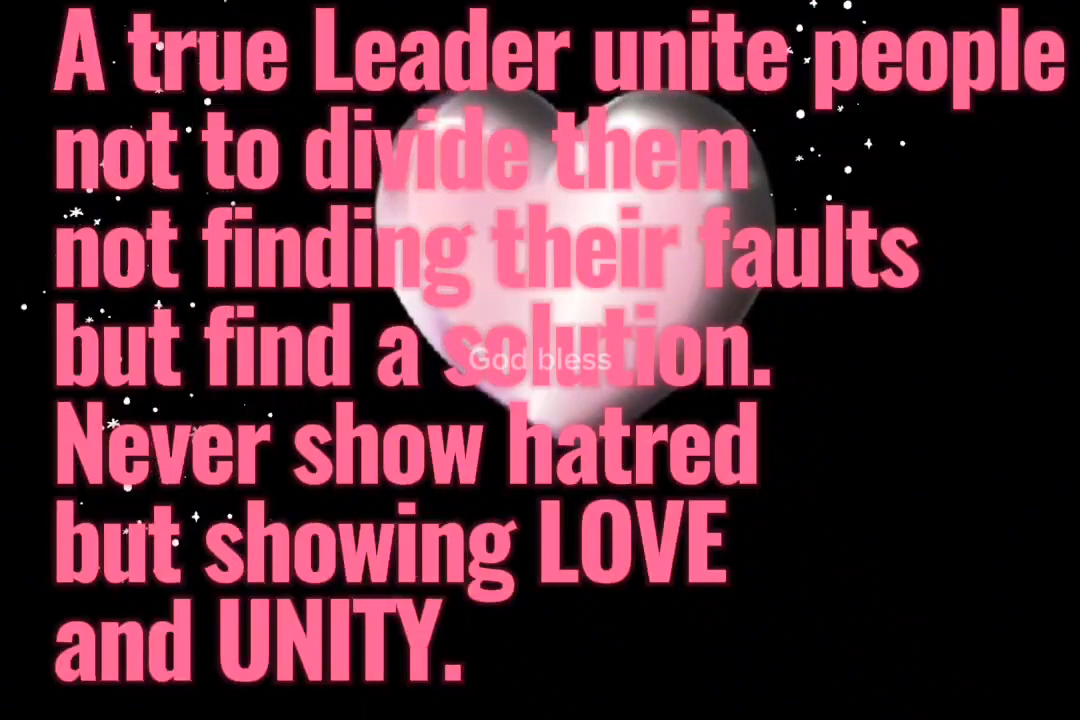 A true Leader unite people
not to divide them
not finding their faults
but find a solution.
God bless
Never show hatred
but showing LOVE
and UNITY.